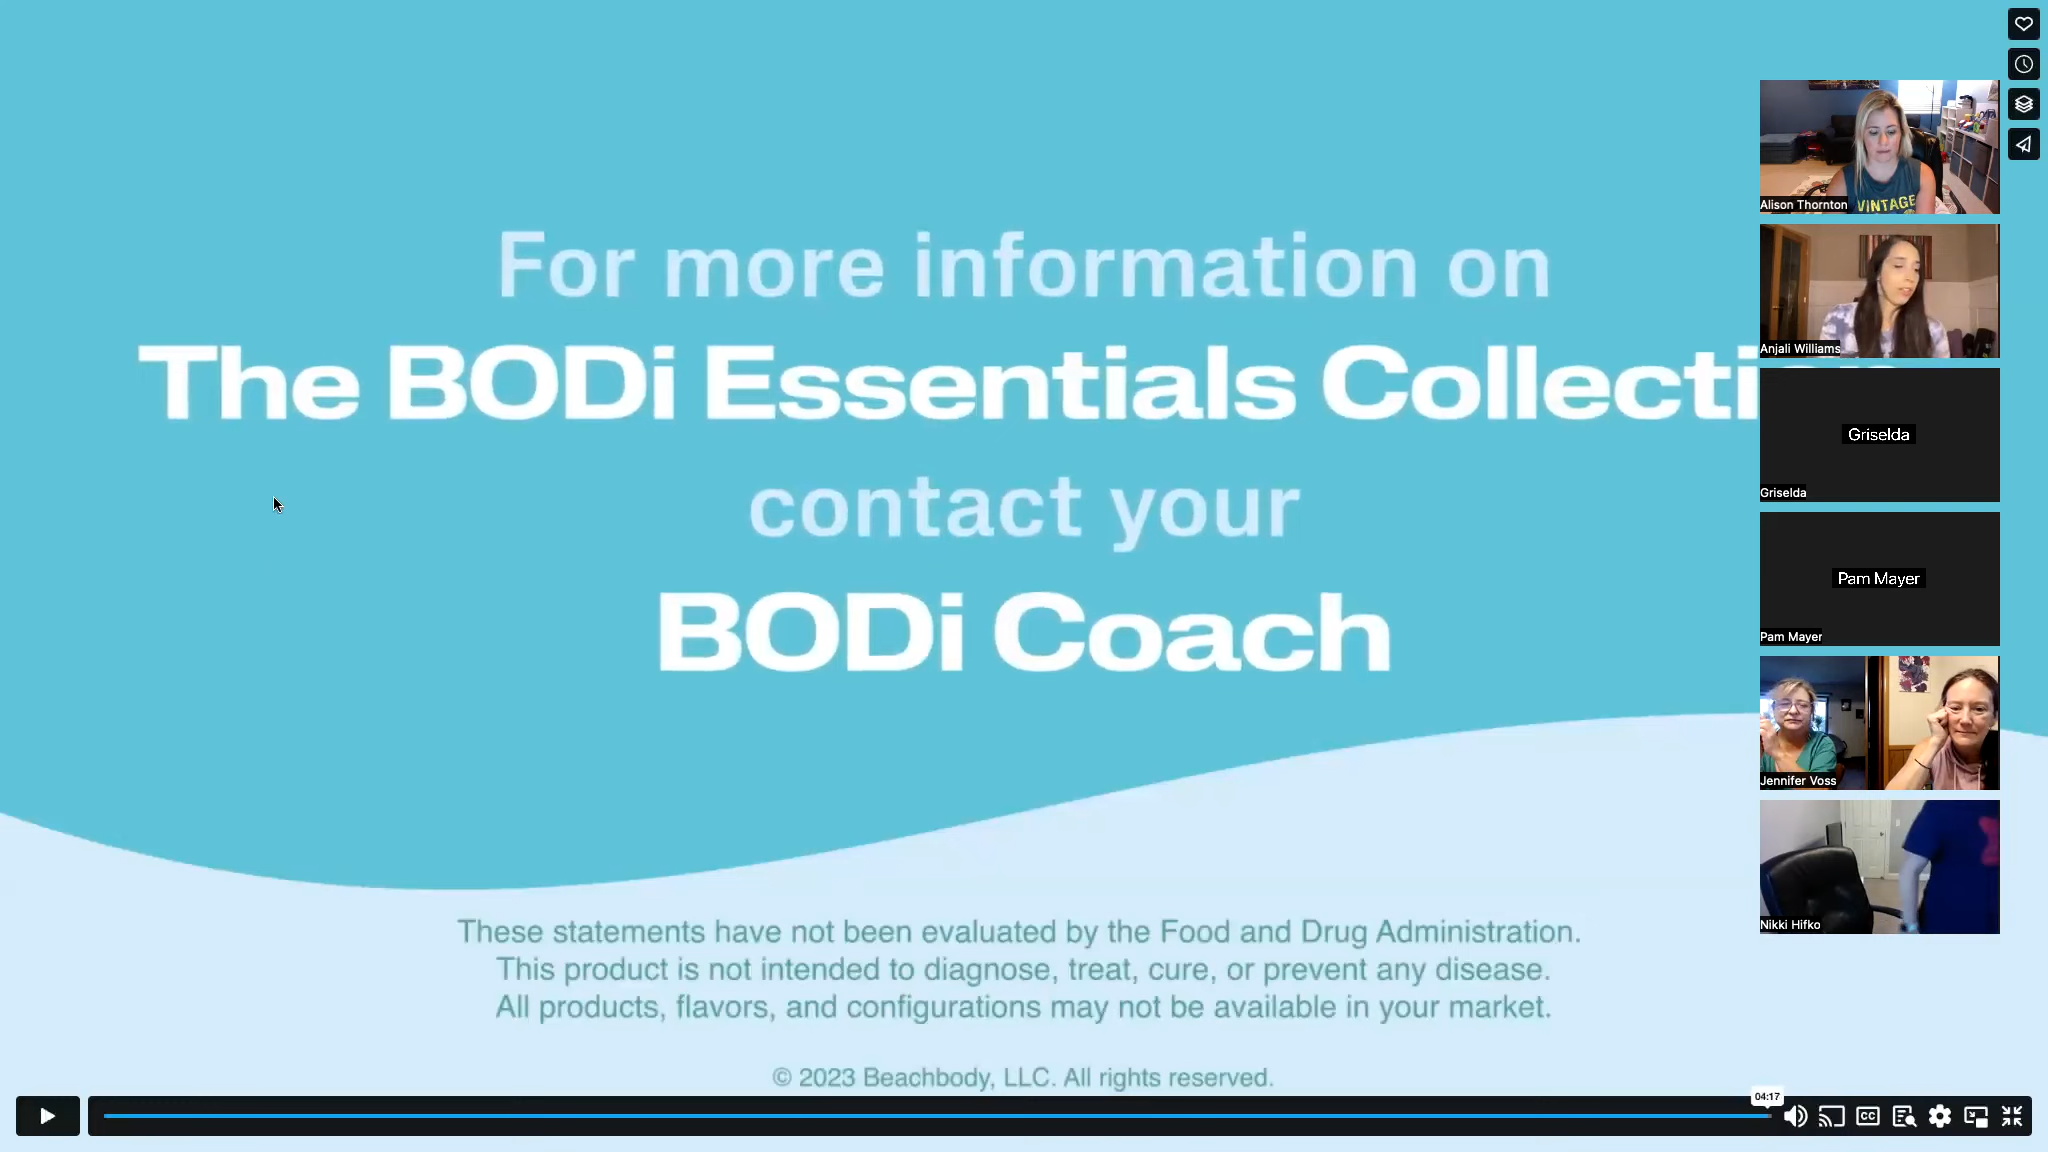 For more information on
The BODi Essentials Collecti
contact your
BODi Coach
These statements have not been evaluated by the Food and Drug Administration.
This product is not intended to diagnose, treat, cure, or prevent any disease.
All products, flavors, and configurations may not be available in your market.
© 2023 Beachbody, LLC. All rights reserved.
04:17
CC
VINTAGE
Alison Thornton
Anjali Williams
Griselda
Griselda
Pam Mayer
Pam Mayer
Jennifer Voss
Nikki Hifko